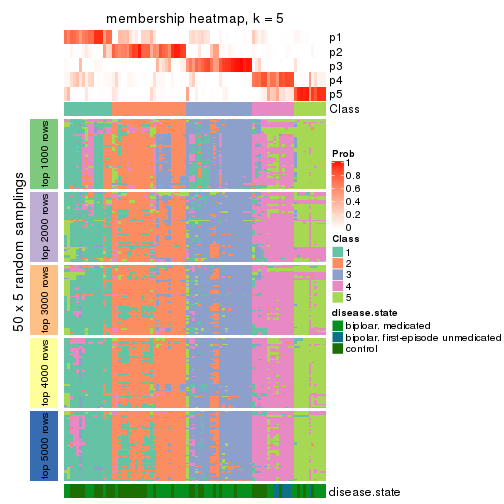 membership heatmap, k = 5
p1
p2
p3
p4
p5
Class
50 x 5 random samplings
top 1000 rows
top 2000 rows
top 3000 rows
top 4000 rows
top 5000 rows
Prob
1
0.8
0.6
0.4
0.2
0
Class
1
2
3
4
5
disease.state
biploar, medicated
bipolar, first-episode unmedicated
control
disease.state